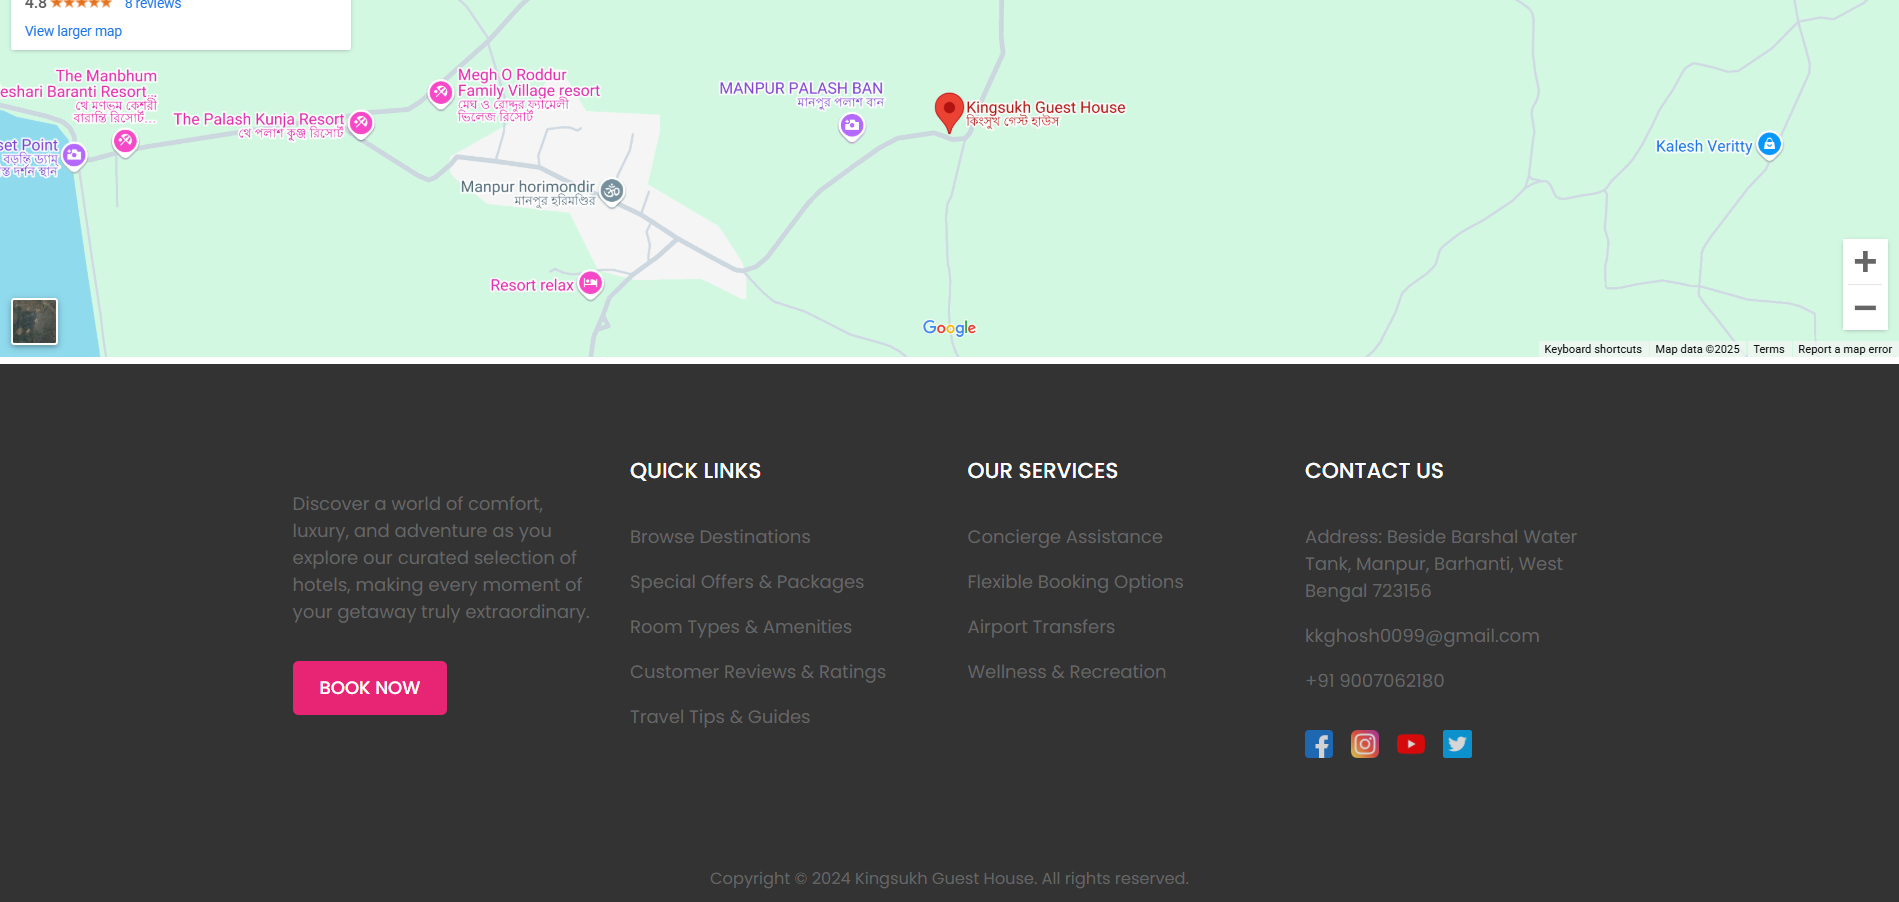 4.8 ★★★★★ 8 reviews
View larger map
The Manbhum
eshari Baranti Resort...
থে মণভম কেশরী
বারান্তি রিসোর্ট...
Megh O Roddur
Family Village resort
মেঘ ও রোদ্দুর ফ্যামেলী
ভিলেজ রিসোর্ট
The Palash Kunja Resort
থে পলাশ কুঞ্জ রিসোর্ট
MANPUR PALASH BAN
মানপুর পলাশ বান
Kingsukh Guest House
কিংসুখ গেস্ট হাউস
set Point
বড়ন্তি ড্যাম
দর্শন স্থান
Kalesh Veritty
Manpur horimondir
মানপুর হরিমণ্ডির
Resort relax
Google
Keyboard shortcuts Map data ©2025 Terms Report a map error
Discover a world of comfort,
luxury, and adventure as you
explore our curated selection of
hotels, making every moment of
your getaway truly extraordinary.
BOOK NOW
QUICK LINKS
Browse Destinations
Special Offers & Packages
Room Types & Amenities
Customer Reviews & Ratings
Travel Tips & Guides
OUR SERVICES
Concierge Assistance
Flexible Booking Options
Airport Transfers
Wellness & Recreation
CONTACT US
Address: Beside Barshal Water
Tank, Manpur, Barhanti, West
Bengal 723156
kkghosh0099@gmail.com
+91 9007062180
Copyright © 2024 Kingsukh Guest House. All rights reserved.